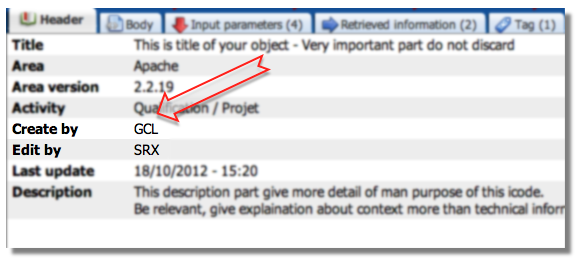 Header Body Input parameters (4) Retrieved information (2) Tag (1)
Title This is title of your object - Very important part do not discard
Area Apache
Area version 2.2.19
Activity Qualification / Projet
Create by GCL
Edit by SRX
Last update 18/10/2012 - 15:20
Description This description part give more detail of man purpose of this icode.
Be relevant, give explaination about context more than technical